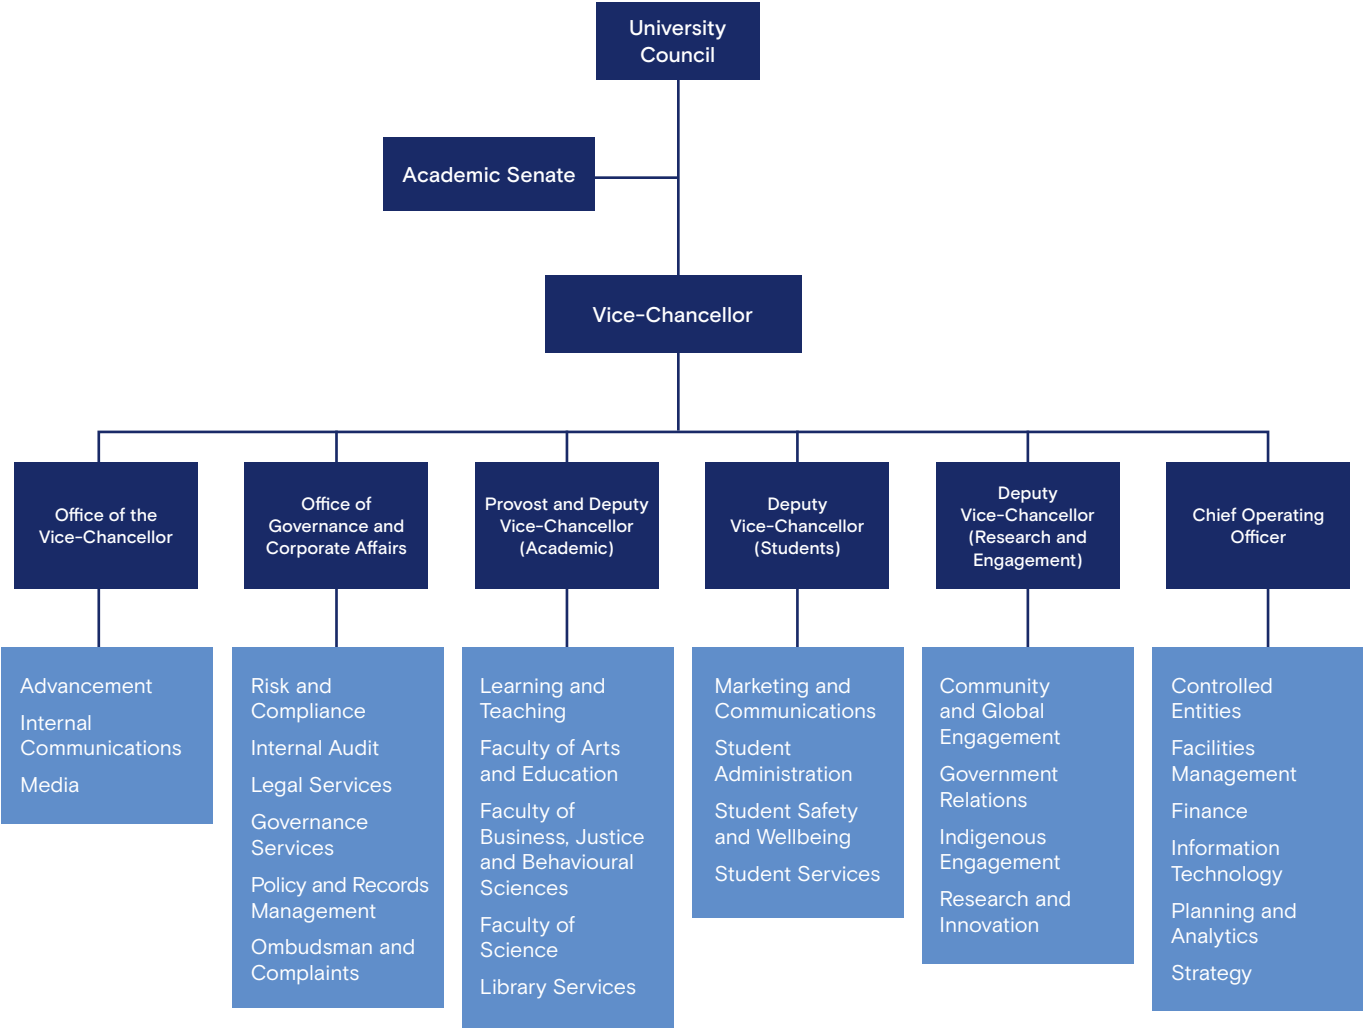 University
Council
Academic Senate
Vice-Chancellor
Office of the
Vice-Chancellor
Office of
Governance and
Corporate Affairs
Provost and Deputy
Vice-Chancellor
(Academic)
Deputy
Vice-Chancellor
(Students)
Deputy
Vice-Chancellor
(Research and
Engagement)
Chief Operating
Officer
Advancement
Internal
Communications
Media
Risk and
Compliance
Internal Audit
Legal Services
Governance
Services
Policy and Records
Management
Ombudsman and
Complaints
Learning and
Teaching
Faculty of Arts
and Education
Faculty of
Business, Justice
and Behavioural
Sciences
Faculty of
Science
Library Services
Marketing and
Communications
Student
Administration
Student Safety
and Wellbeing
Student Services
Community
and Global
Engagement
Government
Relations
Indigenous
Engagement
Research and
Innovation
Controlled
Entities
Facilities
Management
Finance
Information
Technology
Planning and
Analytics
Strategy